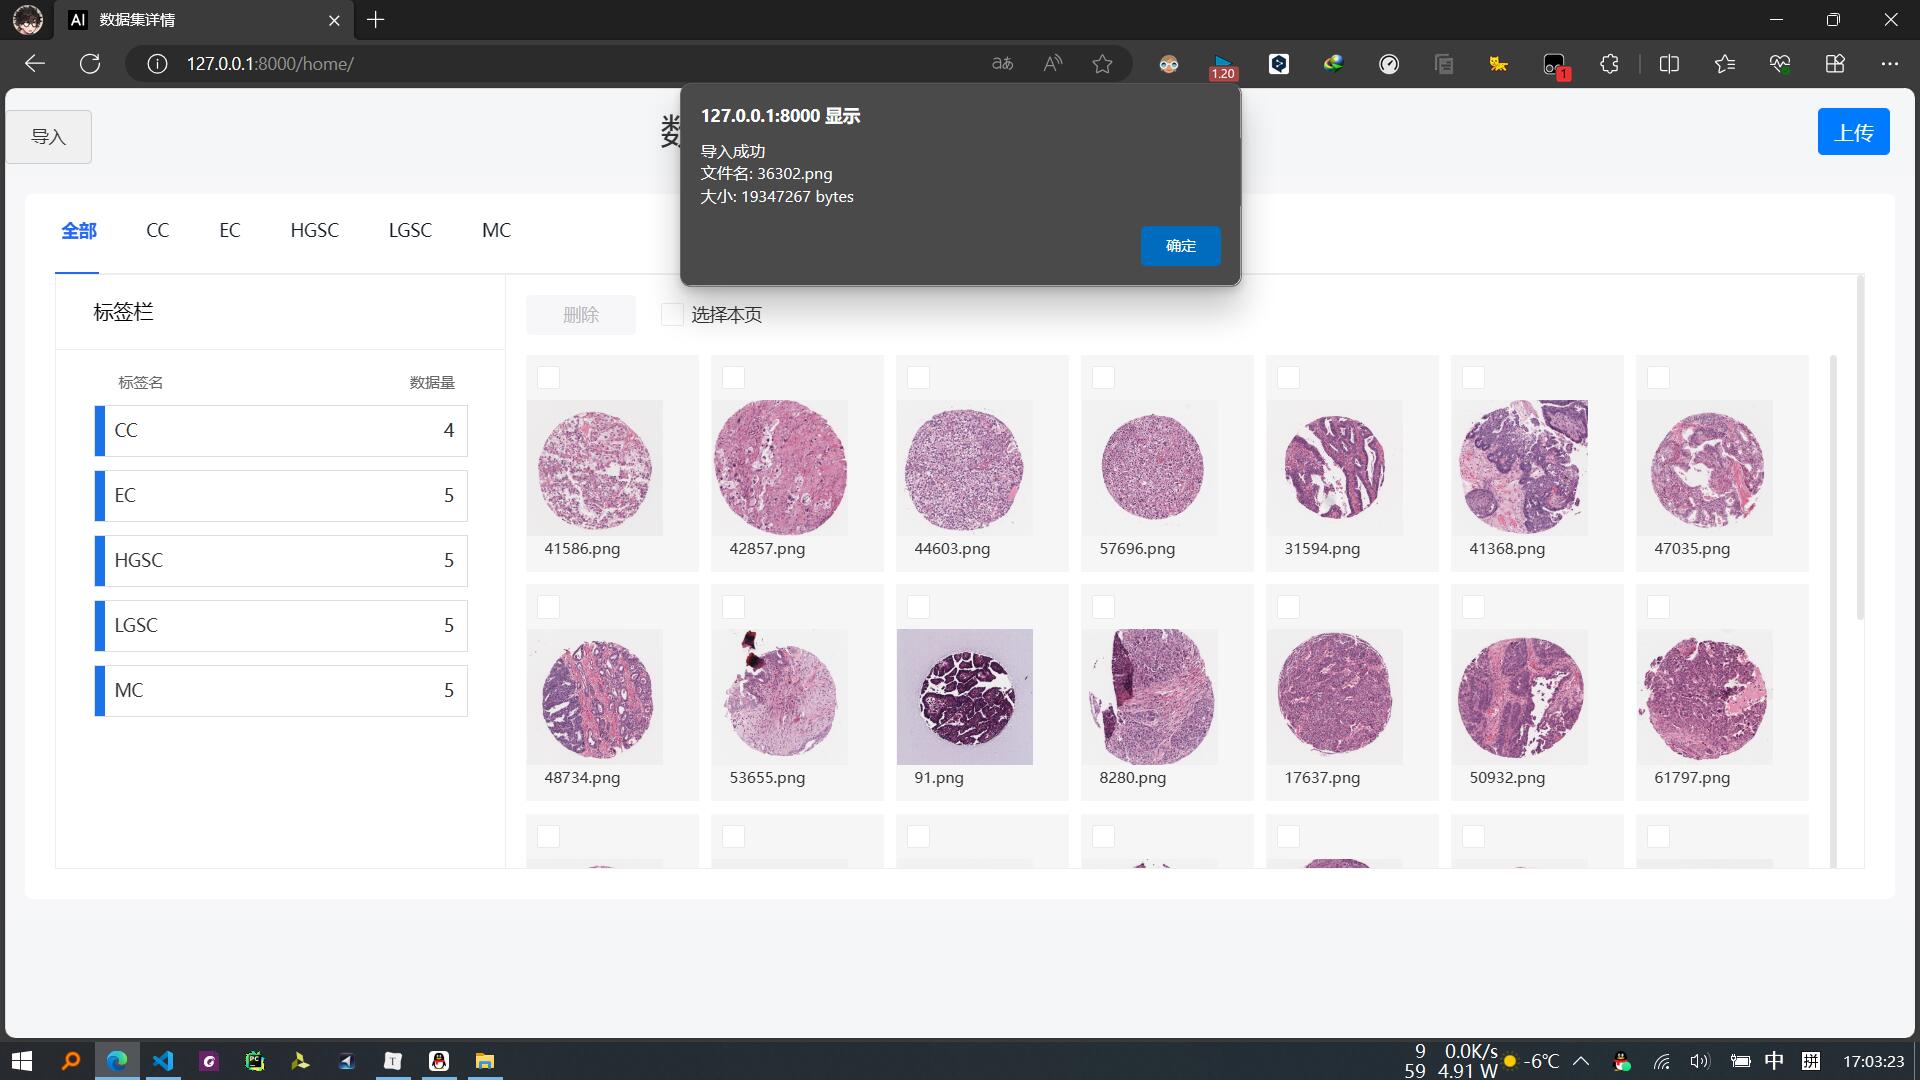 AI 数据集详情
127.0.0.1:8000/home/
aあ
1.20
1
导入
数
上传
127.0.0.1:8000 显示
导入成功
文件名: 36302.png
大小: 19347267 bytes
确定
全部 CC EC HGSC LGSC MC
标签栏
标签名 数据量
CC 4
EC 5
HGSC 5
LGSC 5
MC 5
删除 选择本页
41586.png 42857.png 44603.png 57696.png 31594.png 41368.png 47035.png
48734.png 53655.png 91.png 8280.png 17637.png 50932.png 61797.png
PC
T
9 0.0K/s
59 4.91 W
-6℃
中
拼
17:03:23